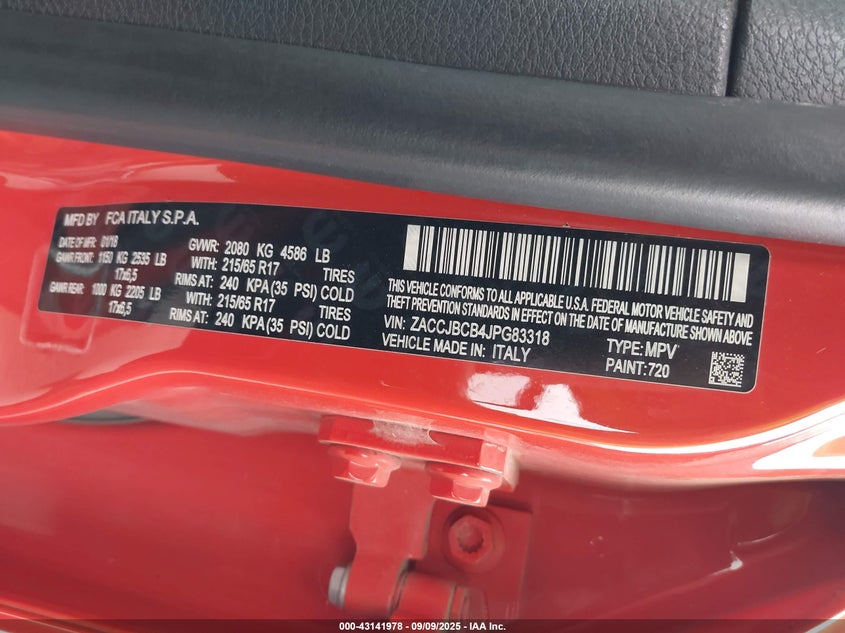 MFD BY FCA ITALY S.P.A.
DATE OF MFR 01/18 GVWR: 2080 KG 4586 LB
GAWR FRONT: 1150 KG 2535 LB WITH: 215/65 R17 TIRES
17x6,5 RIMS AT: 240 KPA (35 PSI) COLD
GAWR REAR: 1000 KG 2205 LB WITH: 215/65 R17 TIRES
17x6,5 RIMS AT: 240 KPA (35 PSI) COLD
THIS VEHICLE CONFORMS TO ALL APPLICABLE U.S.A. FEDERAL MOTOR VEHICLE SAFETY AND
THEFT PREVENTION STANDARDS IN EFFECT ON THE DATE OF MANUFACTURE SHOWN ABOVE
VIN: ZACCJBCB4JPG83318 TYPE: MPV
VEHICLE MADE IN: ITALY PAINT: 720
000-43141978 - 09/09/2025 - IAA Inc.